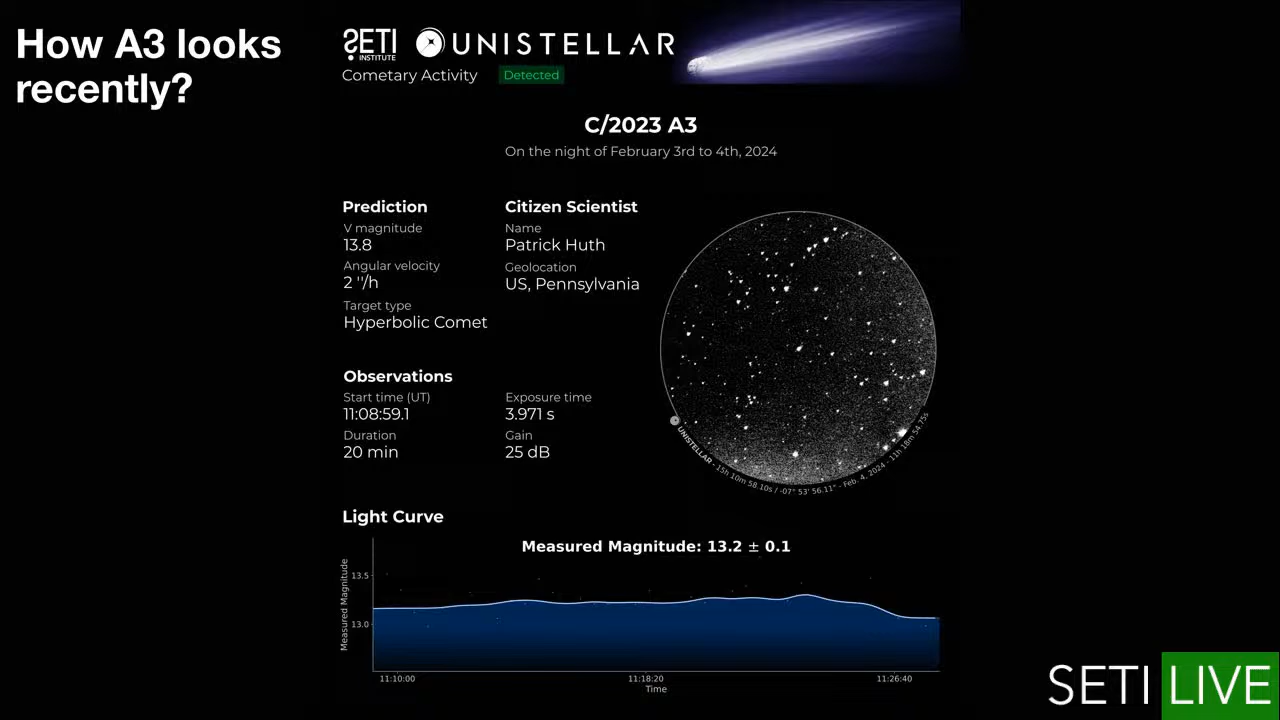 How A3 looks
recently?
SETI
INSTITUTE
UNISTELLAR
Cometary Activity
Detected
C/2023 A3
On the night of February 3rd to 4th, 2024
Prediction
V magnitude
13.8
Angular velocity
2 ''/h
Target type
Hyperbolic Comet
Citizen Scientist
Name
Patrick Huth
Geolocation
US, Pennsylvania
Observations
Start time (UT)
11:08:59.1
Duration
20 min
Exposure time
3.971 s
Gain
25 dB
UNISTELLAR - 15h 10m 58.10s / -07° 53' 56.11" - Feb. 4, 2024 - 11h 18m 54.75s
Light Curve
Measured Magnitude: 13.2 ± 0.1
Measured Magnitude
13.5
13.0
11:10:00
11:18:20
11:26:40
Time
SETI LIVE